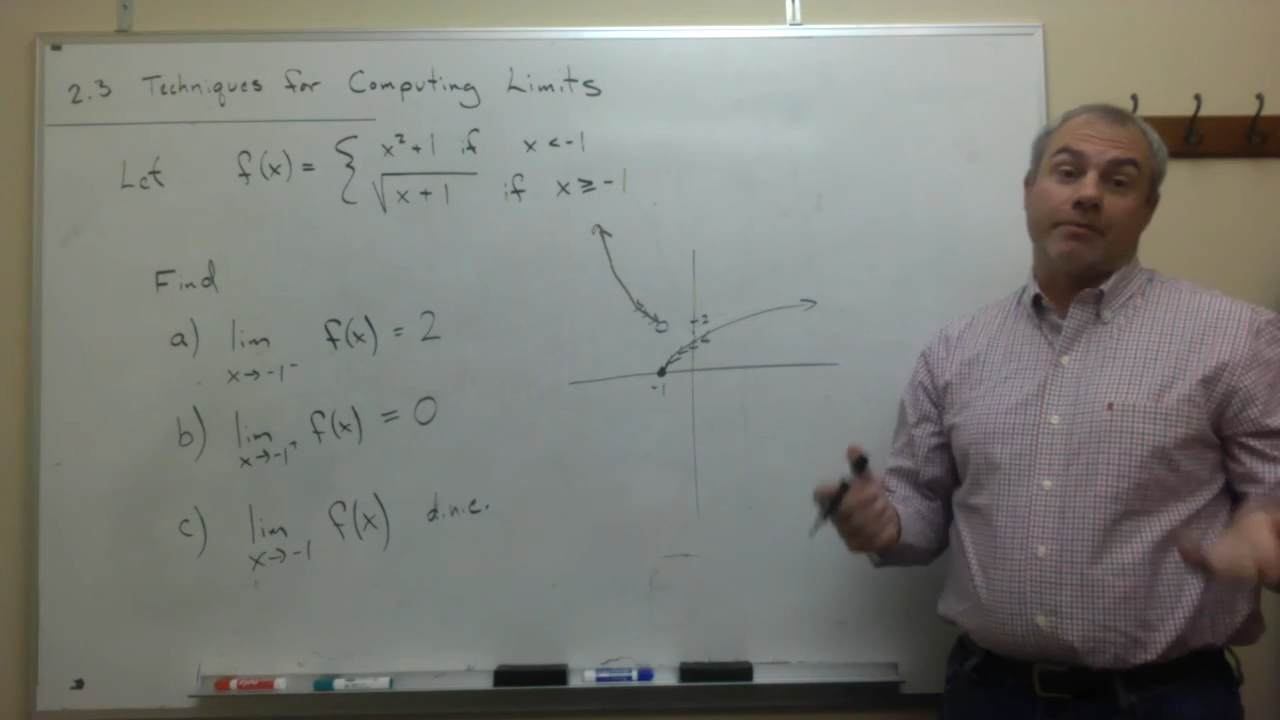 2.3 Techniques for Computing Limits
Let f(x) = { x² + 1 if x < -1
√x + 1 if x ≥ -1
Find
a) lim f(x) = 2
x → -1⁻
b) lim f(x) = 0
x → -1⁺
c) lim f(x) d.n.e.
x → -1
2
-1